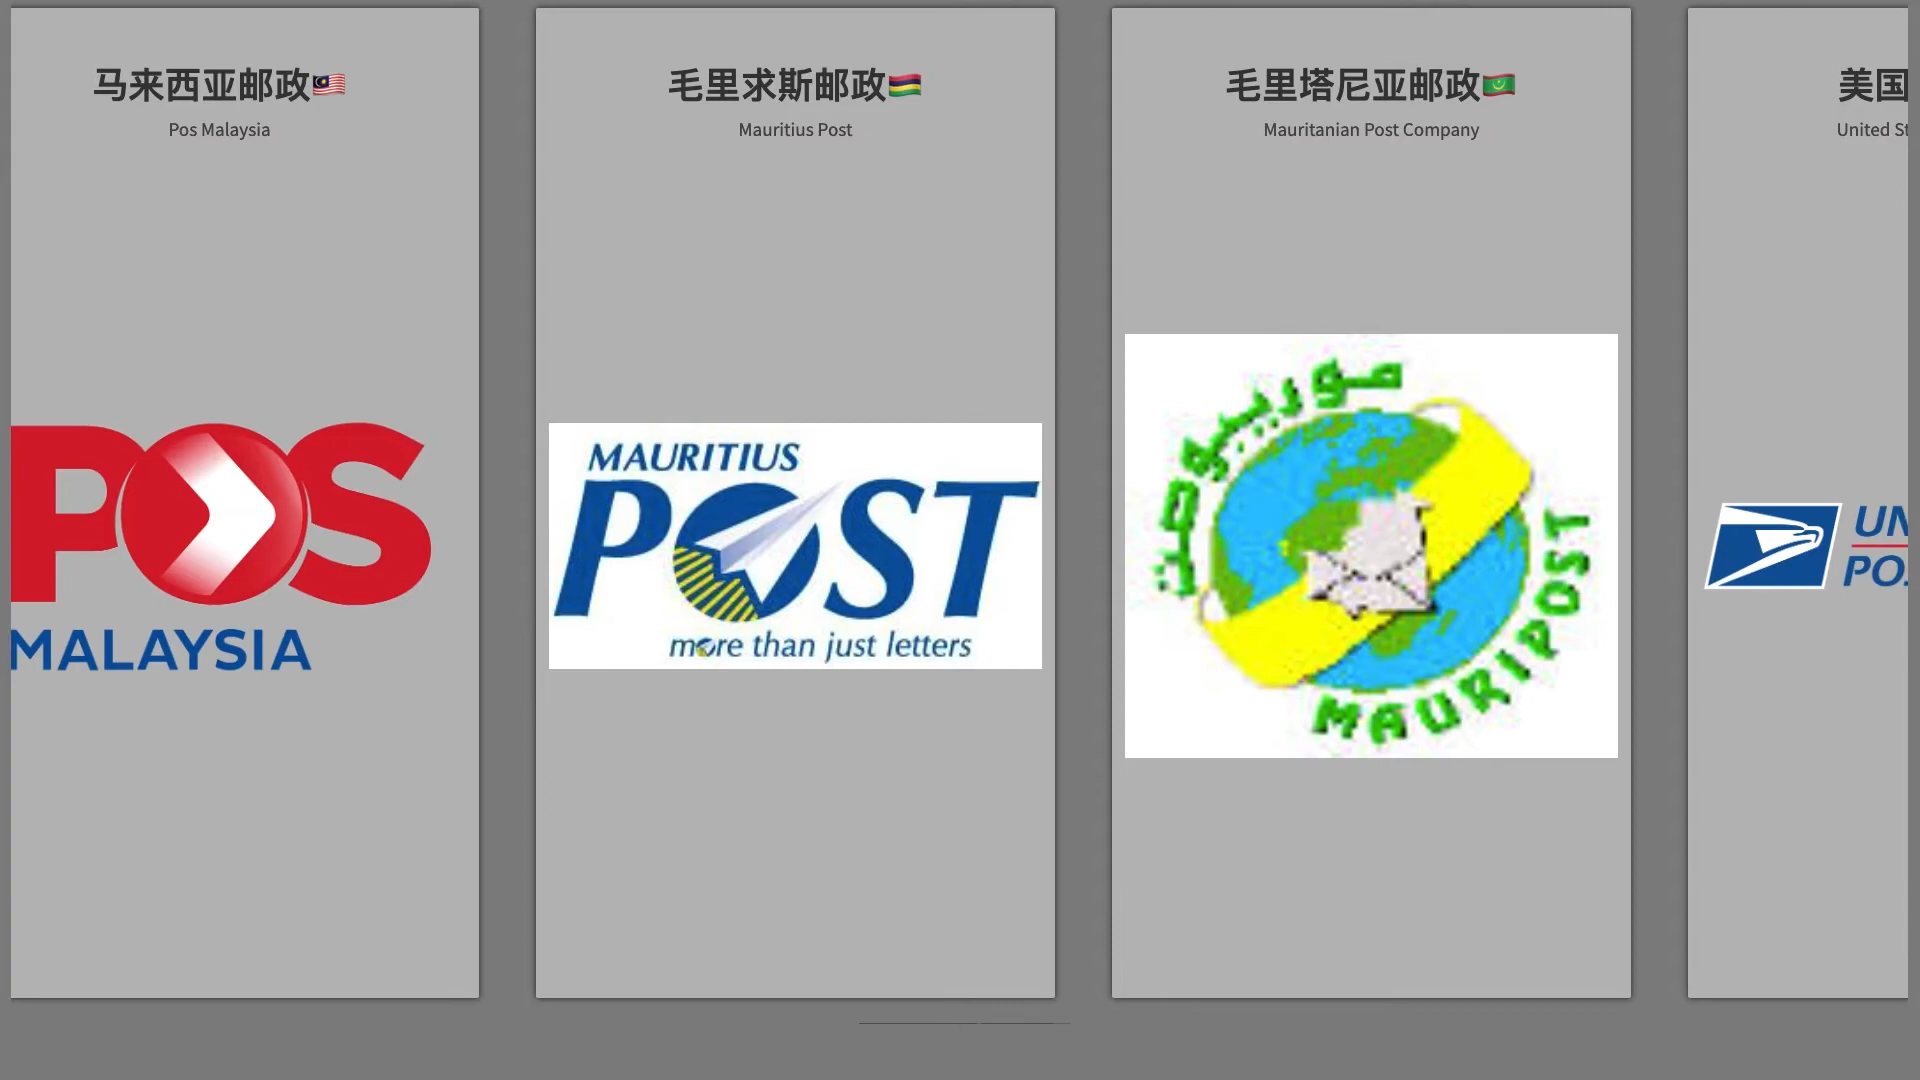 马来西亚邮政
Pos Malaysia
POS
MALAYSIA
毛里求斯邮政
Mauritius Post
MAURITIUS
POST
more than just letters
毛里塔尼亚邮政
Mauritanian Post Company
موريبوست
MAURIPOST
美国
United St
UN
PO